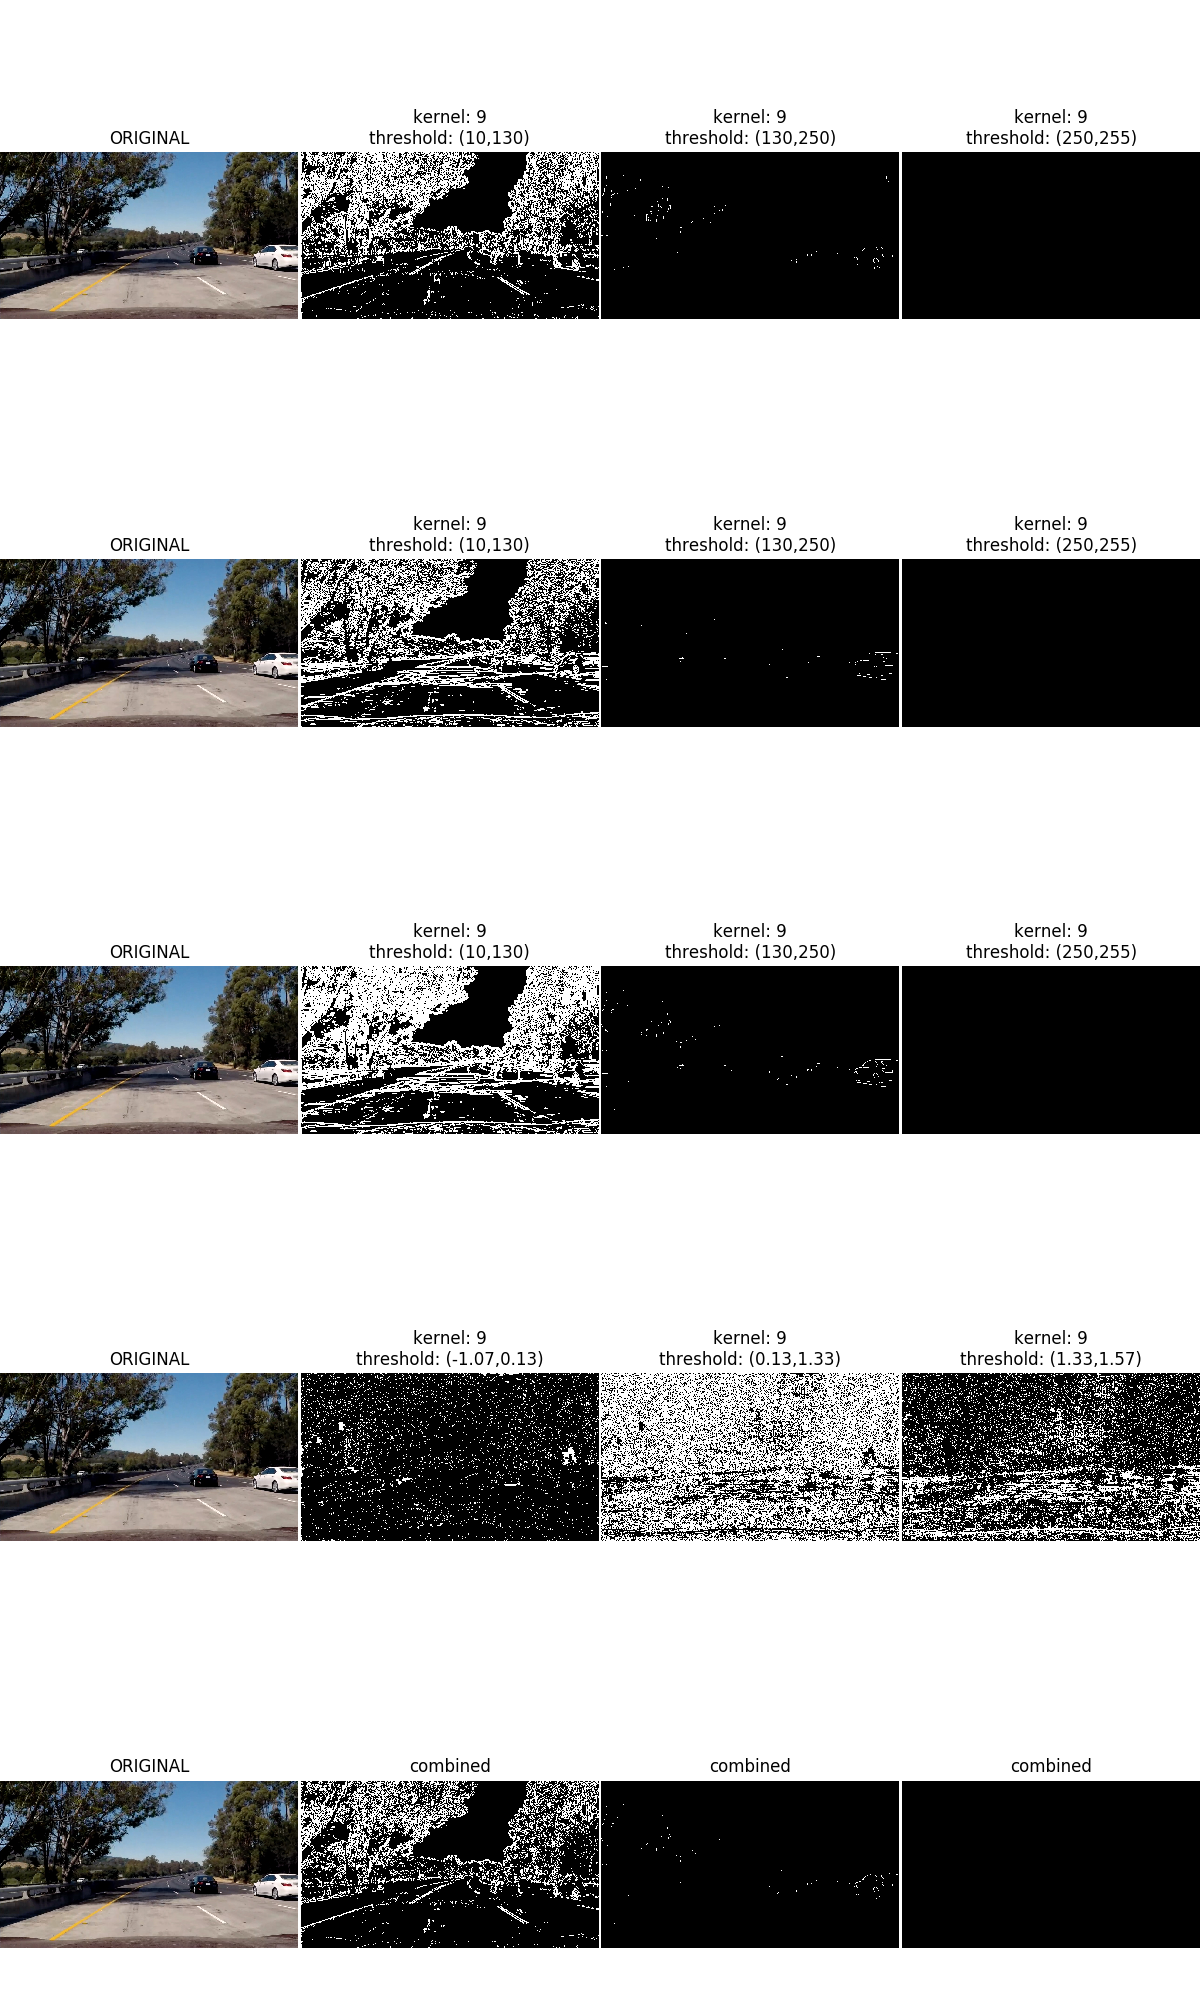 ORIGINAL
kernel: 9
threshold: (10,130)
kernel: 9
threshold: (130,250)
kernel: 9
threshold: (250,255)
ORIGINAL
kernel: 9
threshold: (10,130)
kernel: 9
threshold: (130,250)
kernel: 9
threshold: (250,255)
ORIGINAL
kernel: 9
threshold: (10,130)
kernel: 9
threshold: (130,250)
kernel: 9
threshold: (250,255)
ORIGINAL
kernel: 9
threshold: (-1.07,0.13)
kernel: 9
threshold: (0.13,1.33)
kernel: 9
threshold: (1.33,1.57)
ORIGINAL
combined
combined
combined